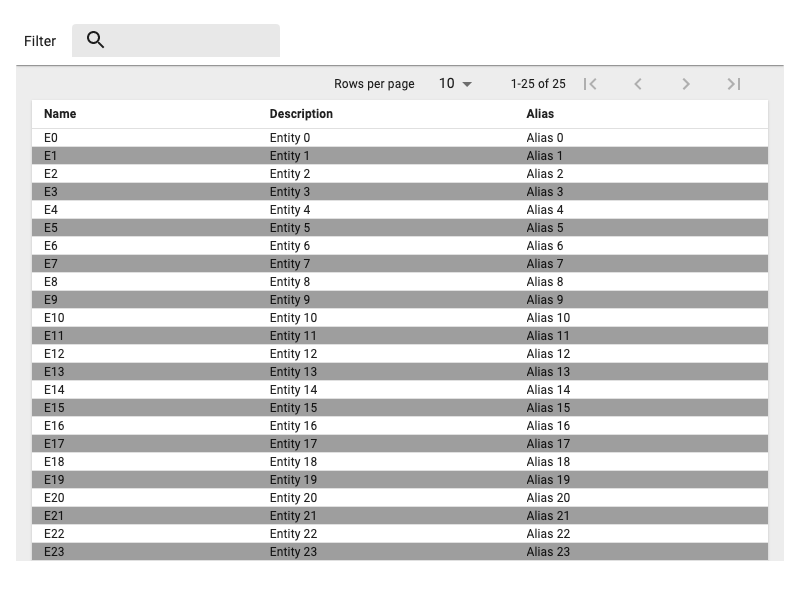 Filter
Rows per page 10 1-25 of 25
Name Description Alias
E0 Entity 0 Alias 0
E1 Entity 1 Alias 1
E2 Entity 2 Alias 2
E3 Entity 3 Alias 3
E4 Entity 4 Alias 4
E5 Entity 5 Alias 5
E6 Entity 6 Alias 6
E7 Entity 7 Alias 7
E8 Entity 8 Alias 8
E9 Entity 9 Alias 9
E10 Entity 10 Alias 10
E11 Entity 11 Alias 11
E12 Entity 12 Alias 12
E13 Entity 13 Alias 13
E14 Entity 14 Alias 14
E15 Entity 15 Alias 15
E16 Entity 16 Alias 16
E17 Entity 17 Alias 17
E18 Entity 18 Alias 18
E19 Entity 19 Alias 19
E20 Entity 20 Alias 20
E21 Entity 21 Alias 21
E22 Entity 22 Alias 22
E23 Entity 23 Alias 23